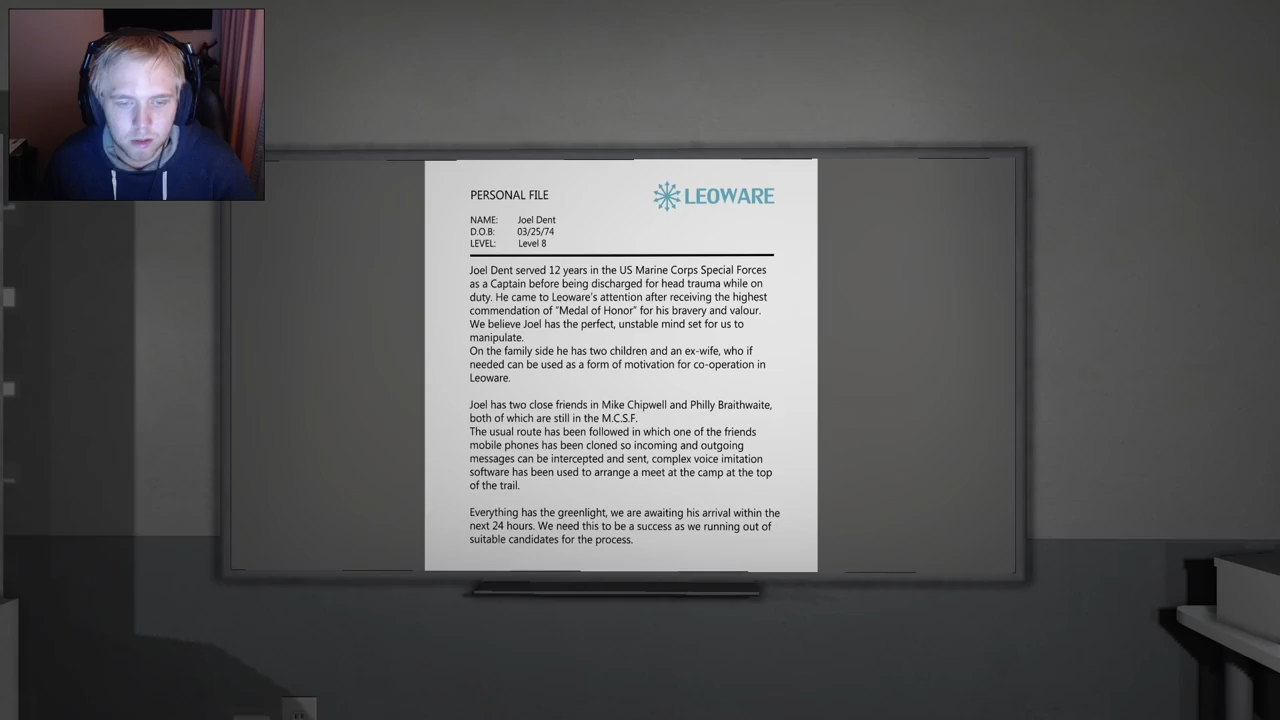 PERSONAL FILE
LEOWARE
NAME: Joel Dent
D.O.B: 03/25/74
LEVEL: Level 8
Joel Dent served 12 years in the US Marine Corps Special Forces
as a Captain before being discharged for head trauma while on
duty. He came to Leoware's attention after receiving the highest
commendation of "Medal of Honor" for his bravery and valour.
We believe Joel has the perfect, unstable mind set for us to
manipulate.
On the family side he has two children and an ex-wife, who if
needed can be used as a form of motivation for co-operation in
Leoware.
Joel has two close friends in Mike Chipwell and Philly Braithwaite,
both of which are still in the M.C.S.F.
The usual route has been followed in which one of the friends
mobile phones has been cloned so incoming and outgoing
messages can be intercepted and sent, complex voice imitation
software has been used to arrange a meet at the camp at the top
of the trail.
Everything has the greenlight, we are awaiting his arrival within the
next 24 hours. We need this to be a success as we running out of
suitable candidates for the process.